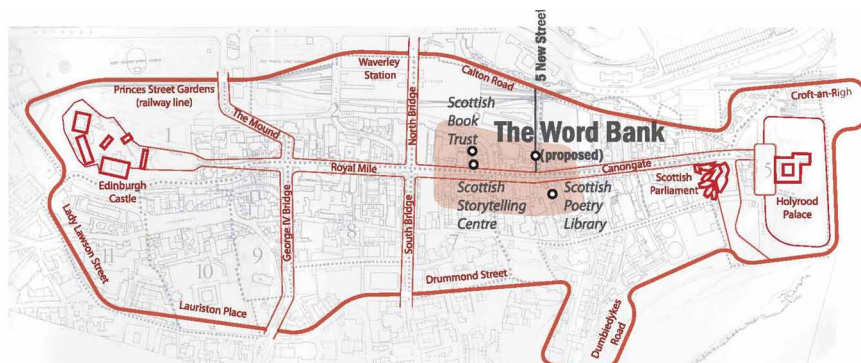 5 New Street
Waverley
Station
Calton Road
Princes Street Gardens
(railway line)
Croft-an-Righ
The Mound
North Bridge
Scottish
Book
Trust
The Word Bank
(proposed)
1
Royal Mile
Canongate
5
Edinburgh
Castle
Scottish
Parliament
Holyrood
Palace
Scottish
Storytelling
Centre
Scottish
Poetry
Library
Lady Lawson Street
George IV Bridge
South Bridge
8
7
9
10
11
Drummond Street
Lauriston Place
Dumbiedykes
Road